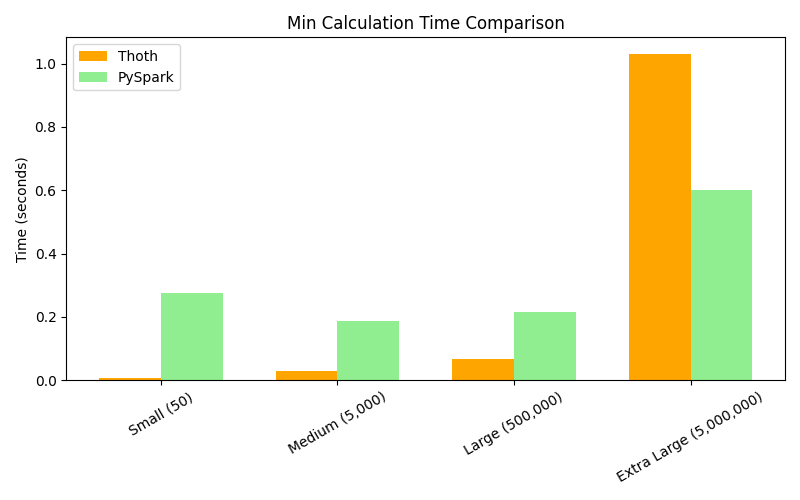 Min Calculation Time Comparison
Thoth
PySpark
Time (seconds)
1.0
0.8
0.6
0.4
0.2
0.0
Small (50)
Medium (5,000)
Large (500,000)
Extra Large (5,000,000)